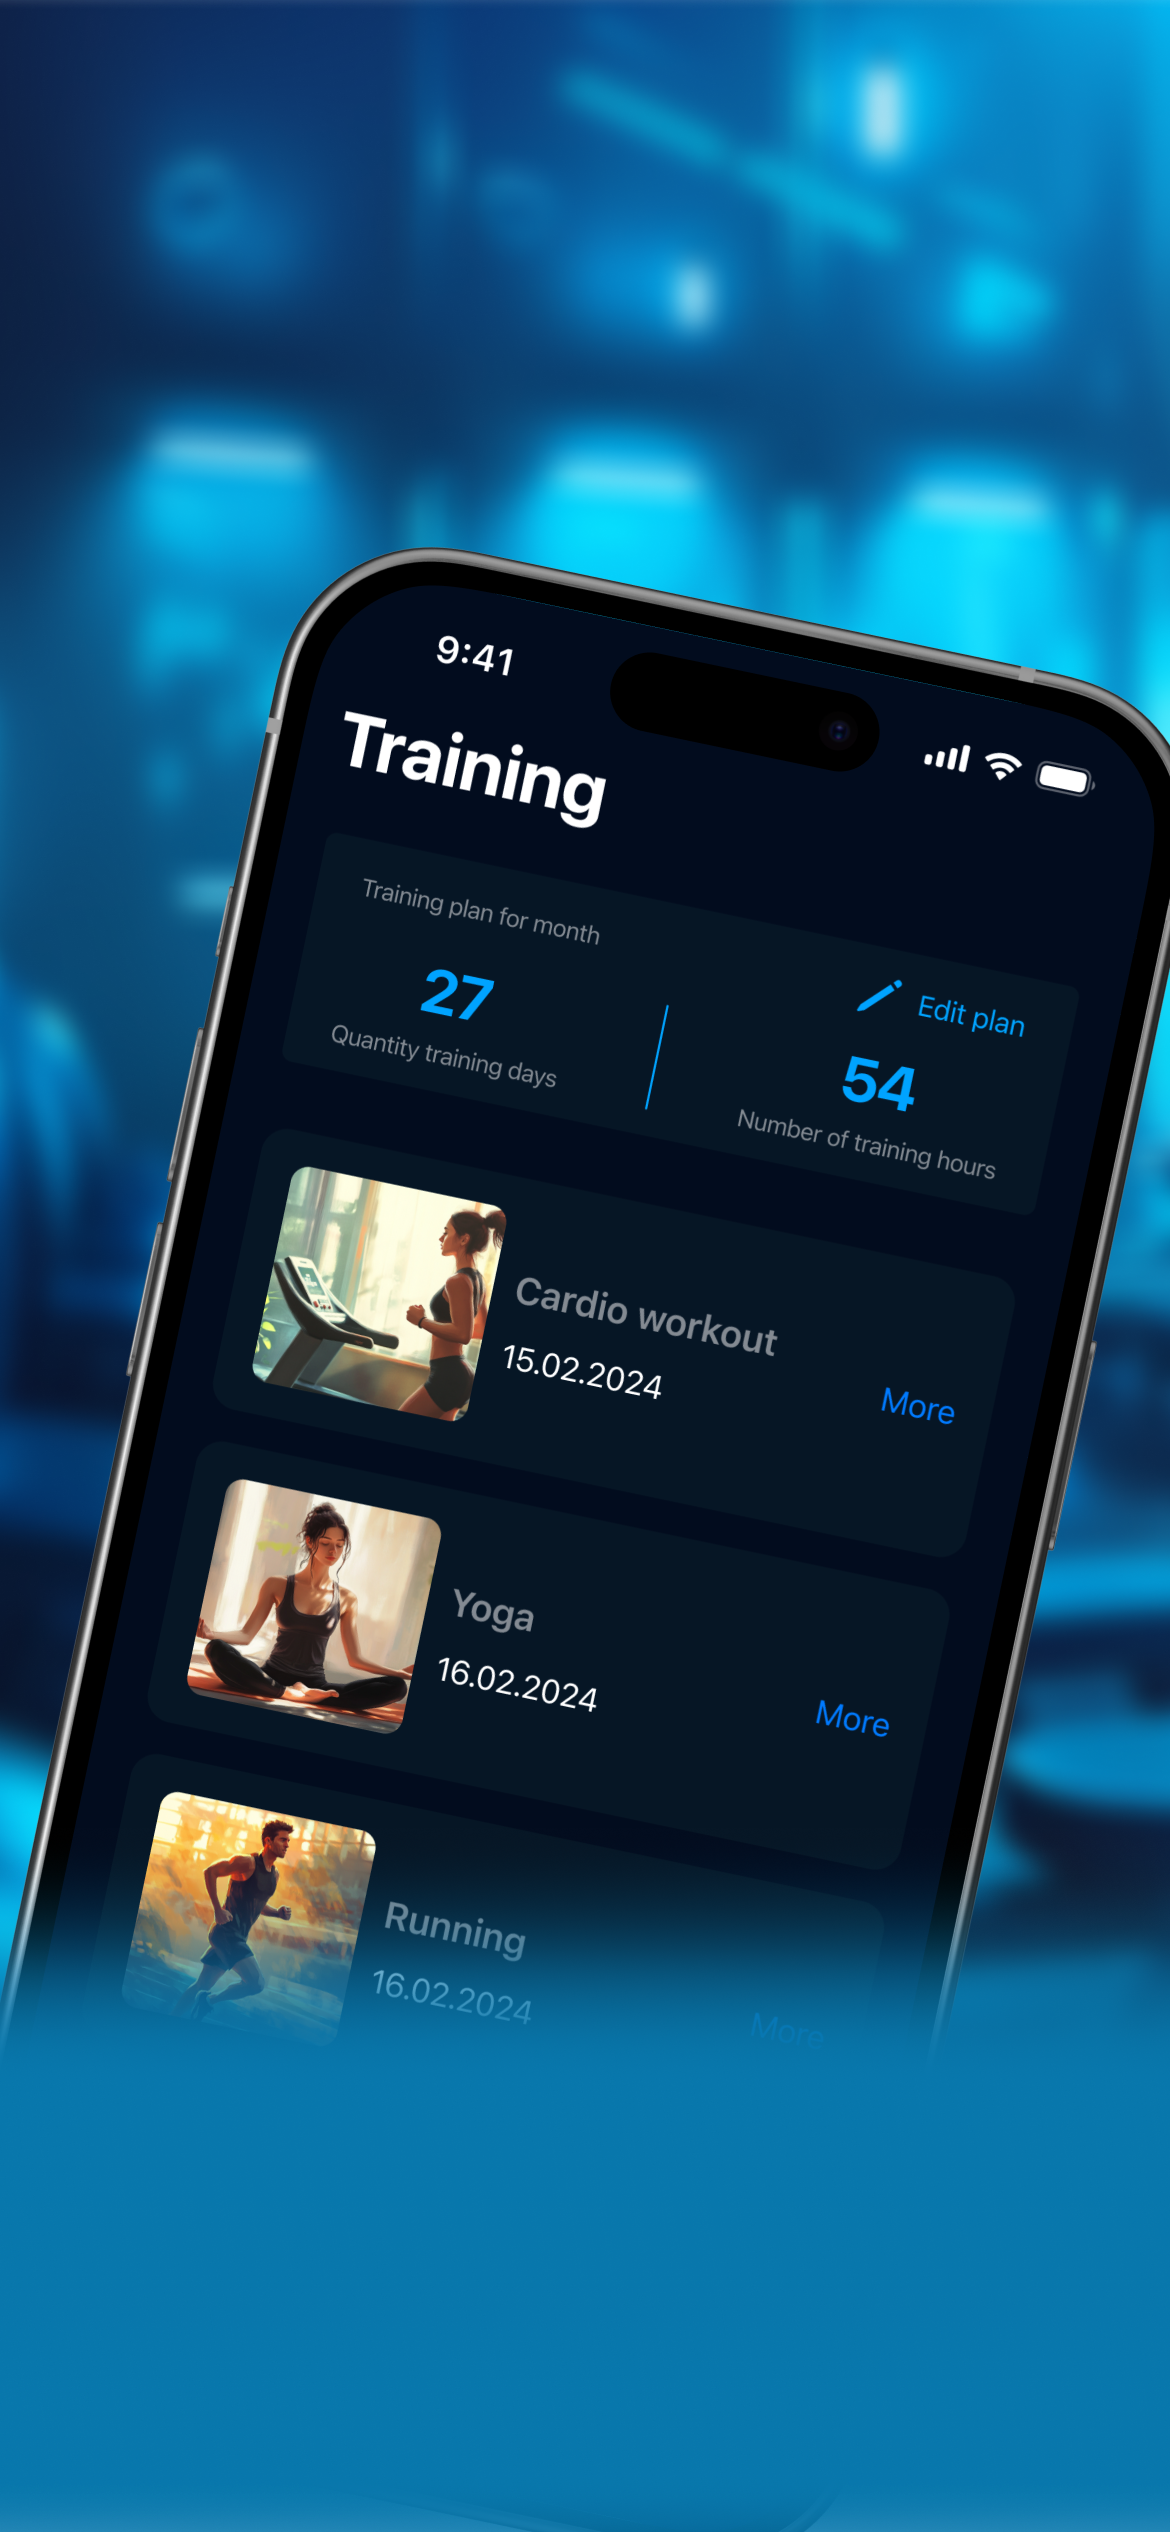 9:41
Training
Training plan for month
Edit plan
27
Quantity training days
54
Number of training hours
Cardio workout
15.02.2024
More
Yoga
16.02.2024
More
Running
16.02.2024
More